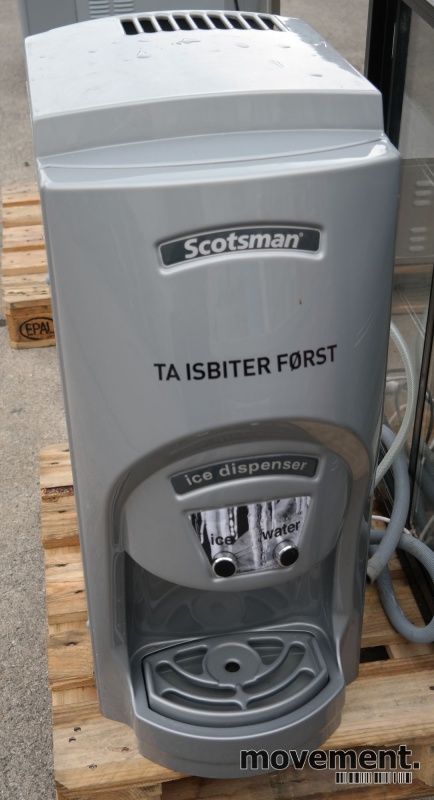 Scotsman®
TA ISBITER FØRST
ice dispenser
ice water
EPAL
movement.